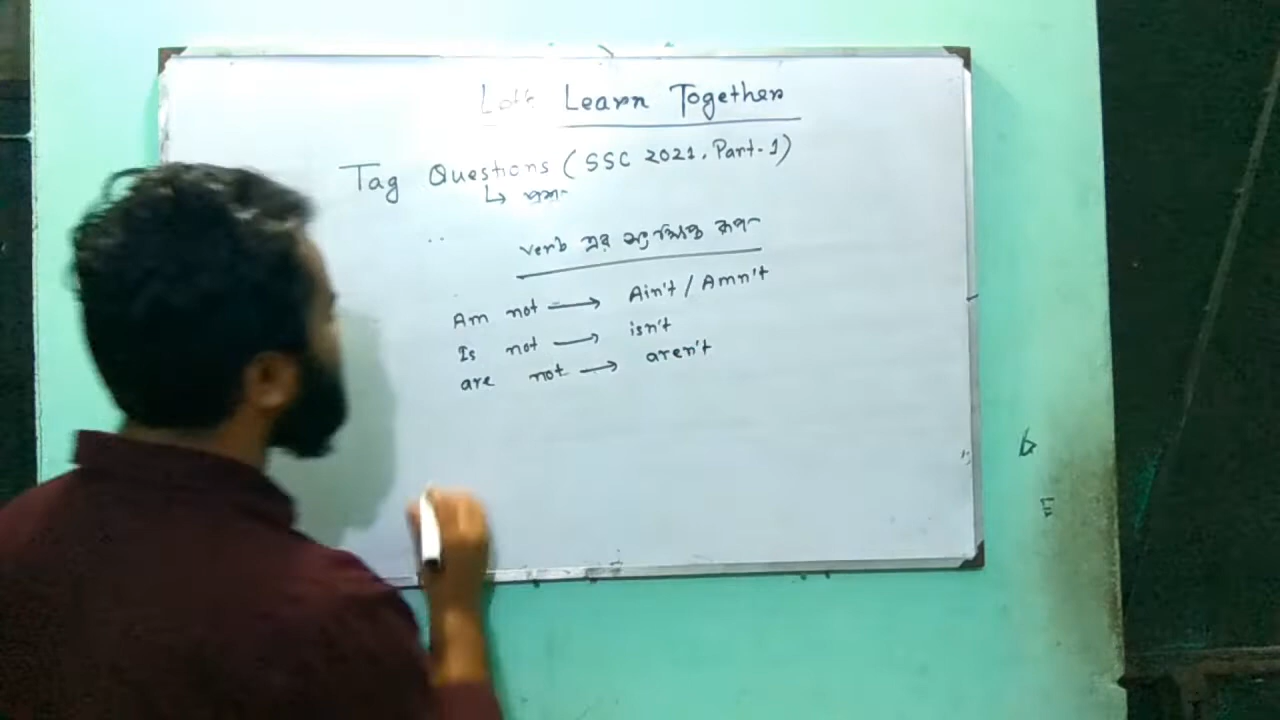 Learn Together
Tag Questions (SSC 2021, Part-1)
↳ প্রশ্ন
verb এর সংক্ষিপ্ত রূপ
Am not → Ain't / Amn't
Is not → isn't
are not → aren't